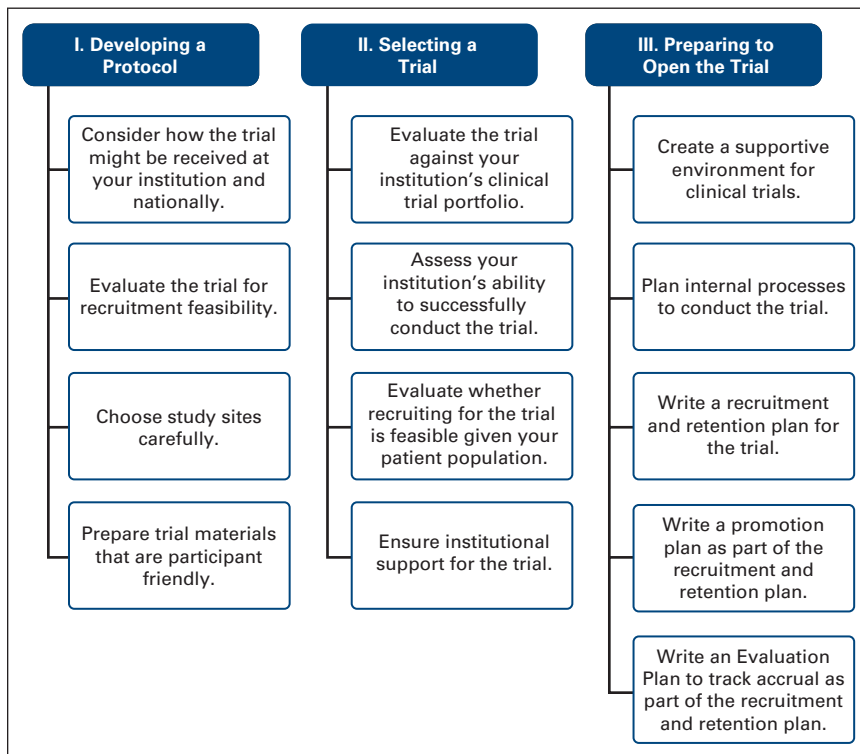 I. Developing a
Protocol
Consider how the trial
might be received at
your institution and
nationally.
Evaluate the trial for
recruitment feasibility.
Choose study sites
carefully.
Prepare trial materials
that are participant
friendly.
II. Selecting a
Trial
Evaluate the trial
against your
institution’s clinical
trial portfolio.
Assess your
institution’s ability
to successfully
conduct the trial.
Evaluate whether
recruiting for the trial
is feasible given your
patient population.
Ensure institutional
support for the trial.
III. Preparing to
Open the Trial
Create a supportive
environment for
clinical trials.
Plan internal processes
to conduct the trial.
Write a recruitment
and retention plan for
the trial.
Write a promotion
plan as part of the
recruitment and
retention plan.
Write an Evaluation
Plan to track accrual as
part of the recruitment
and retention plan.